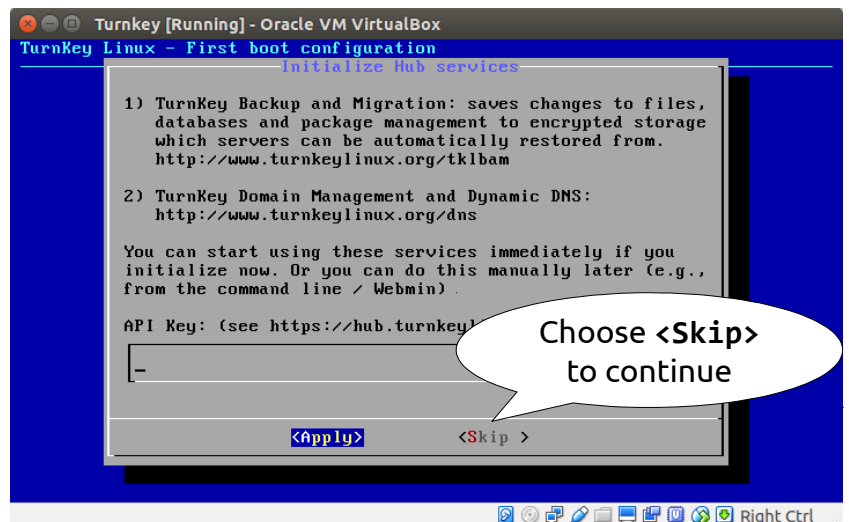 Turnkey [Running] - Oracle VM VirtualBox
TurnKey Linux - First boot configuration
Initialize Hub services
1) TurnKey Backup and Migration: saves changes to files,
databases and package management to encrypted storage
which servers can be automatically restored from.
http://www.turnkeylinux.org/tklbam
2) TurnKey Domain Management and Dynamic DNS:
http://www.turnkeylinux.org/dns
You can start using these services immediately if you
initialize now. Or you can do this manually later (e.g.,
from the command line / Webmin).
API Key: (see https://hub.turnkeyl
Choose <Skip>
to continue
<Apply> <Skip >
Right Ctrl